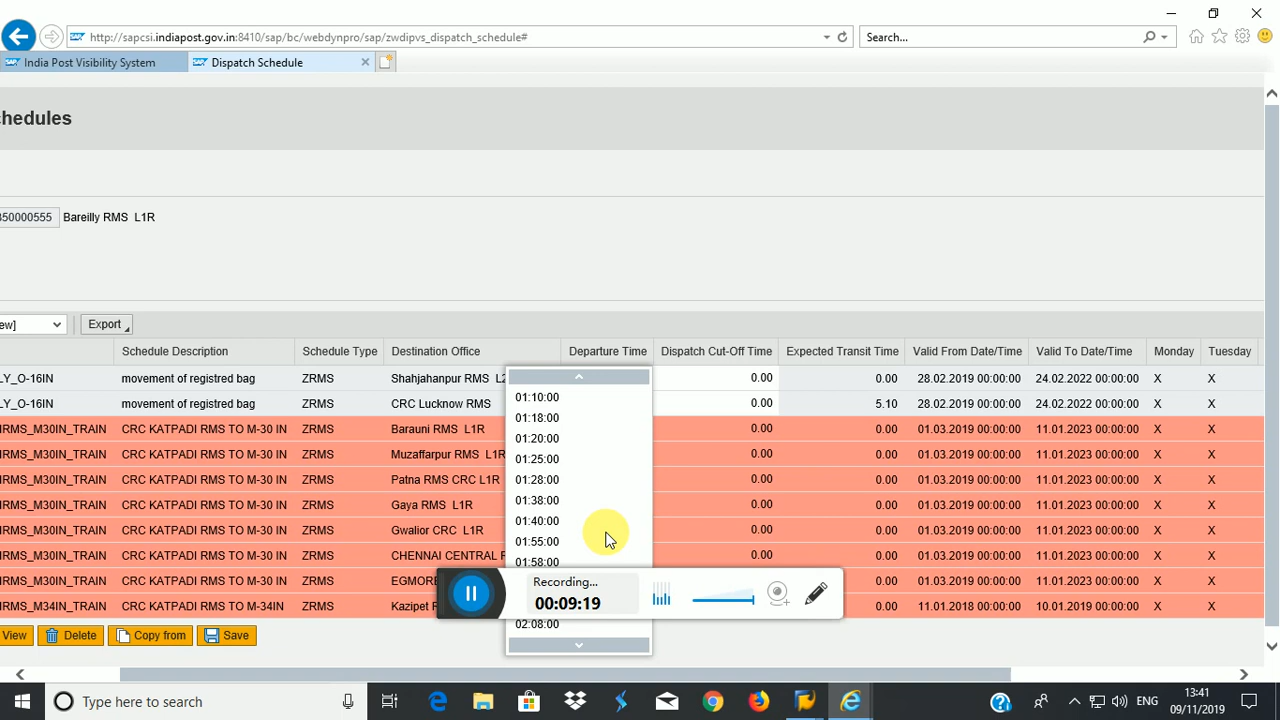 http://sapcsi.indiapost.gov.in:8410/sap/bc/webdynpro/sap/zwdipvs_dispatch_schedule#
Search...
India Post Visibility System
Dispatch Schedule
hedules
350000555 Bareilly RMS L1R
ew] Export
Schedule Description Schedule Type Destination Office Departure Time Dispatch Cut-Off Time Expected Transit Time Valid From Date/Time Valid To Date/Time Monday Tuesday
LY_O-16IN movement of registred bag ZRMS Shahjahanpur RMS 0.00 0.00 28.02.2019 00:00:00 24.02.2022 00:00:00 X X
LY_O-16IN movement of registred bag ZRMS CRC Lucknow RMS 0.00 5.10 28.02.2019 00:00:00 24.02.2022 00:00:00 X X
IRMS_M30IN_TRAIN CRC KATPADI RMS TO M-30 IN ZRMS Barauni RMS L1R 0.00 0.00 01.03.2019 00:00:00 11.01.2023 00:00:00 X X
IRMS_M30IN_TRAIN CRC KATPADI RMS TO M-30 IN ZRMS Muzaffarpur RMS L1R 0.00 0.00 01.03.2019 00:00:00 11.01.2023 00:00:00 X X
IRMS_M30IN_TRAIN CRC KATPADI RMS TO M-30 IN ZRMS Patna RMS CRC L1R 0.00 0.00 01.03.2019 00:00:00 11.01.2023 00:00:00 X X
IRMS_M30IN_TRAIN CRC KATPADI RMS TO M-30 IN ZRMS Gaya RMS L1R 0.00 0.00 01.03.2019 00:00:00 11.01.2023 00:00:00 X X
IRMS_M30IN_TRAIN CRC KATPADI RMS TO M-30 IN ZRMS Gwalior CRC L1R 0.00 0.00 01.03.2019 00:00:00 11.01.2023 00:00:00 X X
IRMS_M30IN_TRAIN CRC KATPADI RMS TO M-30 IN ZRMS CHENNAI CENTRAL 0.00 0.00 01.03.2019 00:00:00 11.01.2023 00:00:00 X X
IRMS_M30IN_TRAIN CRC KATPADI RMS TO M-30 IN ZRMS EGMORE 0.00 01.03.2019 00:00:00 11.01.2023 00:00:00 X X
IRMS_M34IN_TRAIN CRC KATPADI RMS TO M-34IN ZRMS Kazipet 0.00 11.01.2018 00:00:00 10.01.2019 00:00:00 X X
01:10:00
01:18:00
01:20:00
01:25:00
01:28:00
01:38:00
01:40:00
01:55:00
01:58:00
02:08:00
Recording...
00:09:19
View Delete Copy from Save
Type here to search
ENG
13:41
09/11/2019